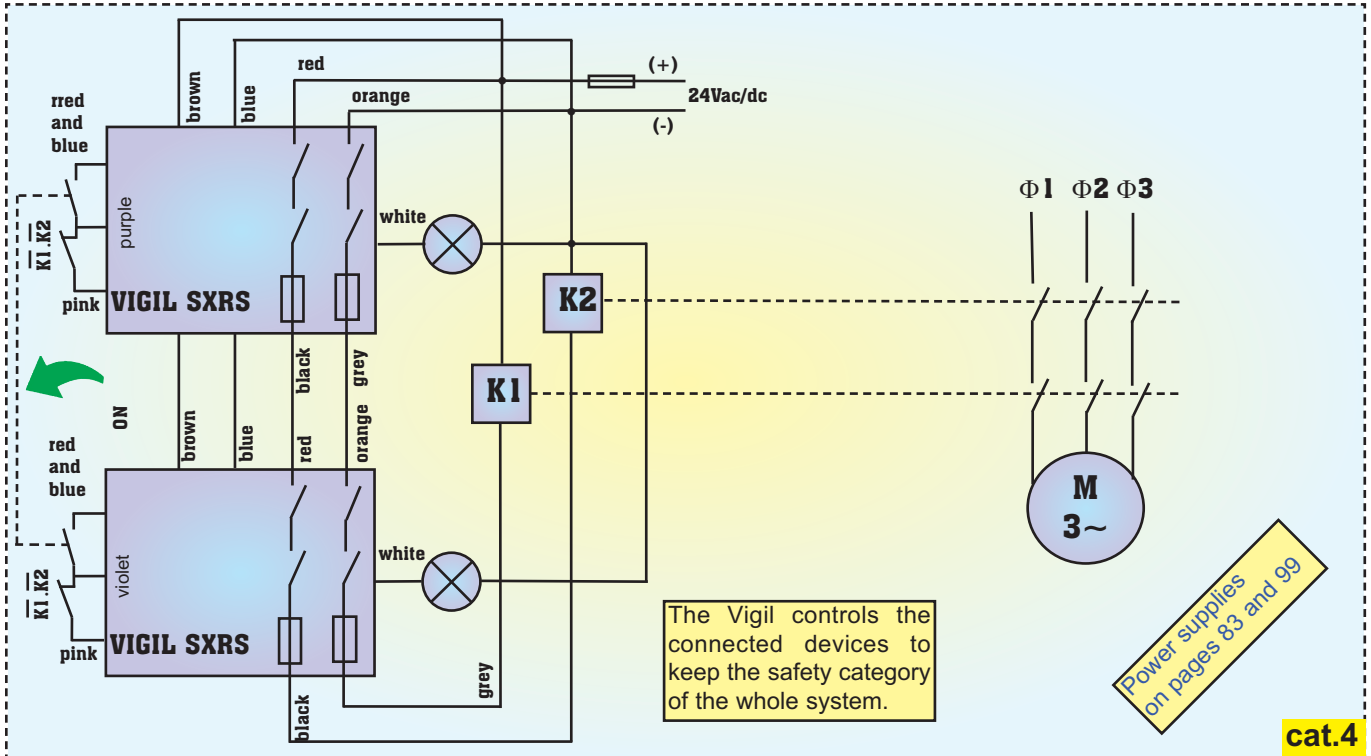 brown
blue
red
(+)
24Vac/dc
orange
(-)
rred
and
blue
purple
white
K1.K2
pink
VIGIL SXRS
K2
Φ1 Φ2 Φ3
black
grey
K1
ON
brown
blue
red
orange
red
and
blue
violet
white
K1.K2
pink
VIGIL SXRS
black
grey
M
3~
The Vigil controls the
connected devices to
keep the safety category
of the whole system.
Power supplies
on pages 83 and 99
cat.4